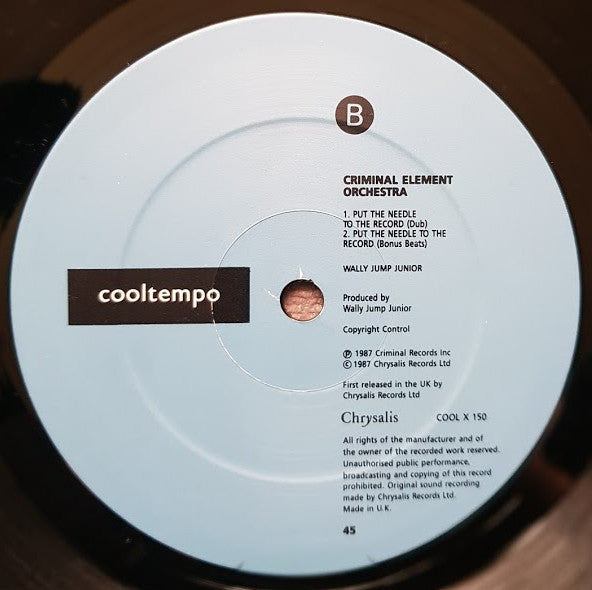 B
CRIMINAL ELEMENT
ORCHESTRA
1. PUT THE NEEDLE
TO THE RECORD (Dub)
2. PUT THE NEEDLE TO THE
RECORD (Bonus Beats)
WALLY JUMP JUNIOR
cooltempo
Produced by
Wally Jump Junior
Copyright Control
℗ 1987 Criminal Records Inc
© 1987 Chrysalis Records Ltd
First released in the UK by
Chrysalis Records Ltd
Chrysalis COOL X 150
All rights of the manufacturer and of
the owner of the recorded work reserved.
Unauthorised public performance,
broadcasting and copying of this record
prohibited. Original sound recording
made by Chrysalis Records Ltd.
Made in U.K.
45